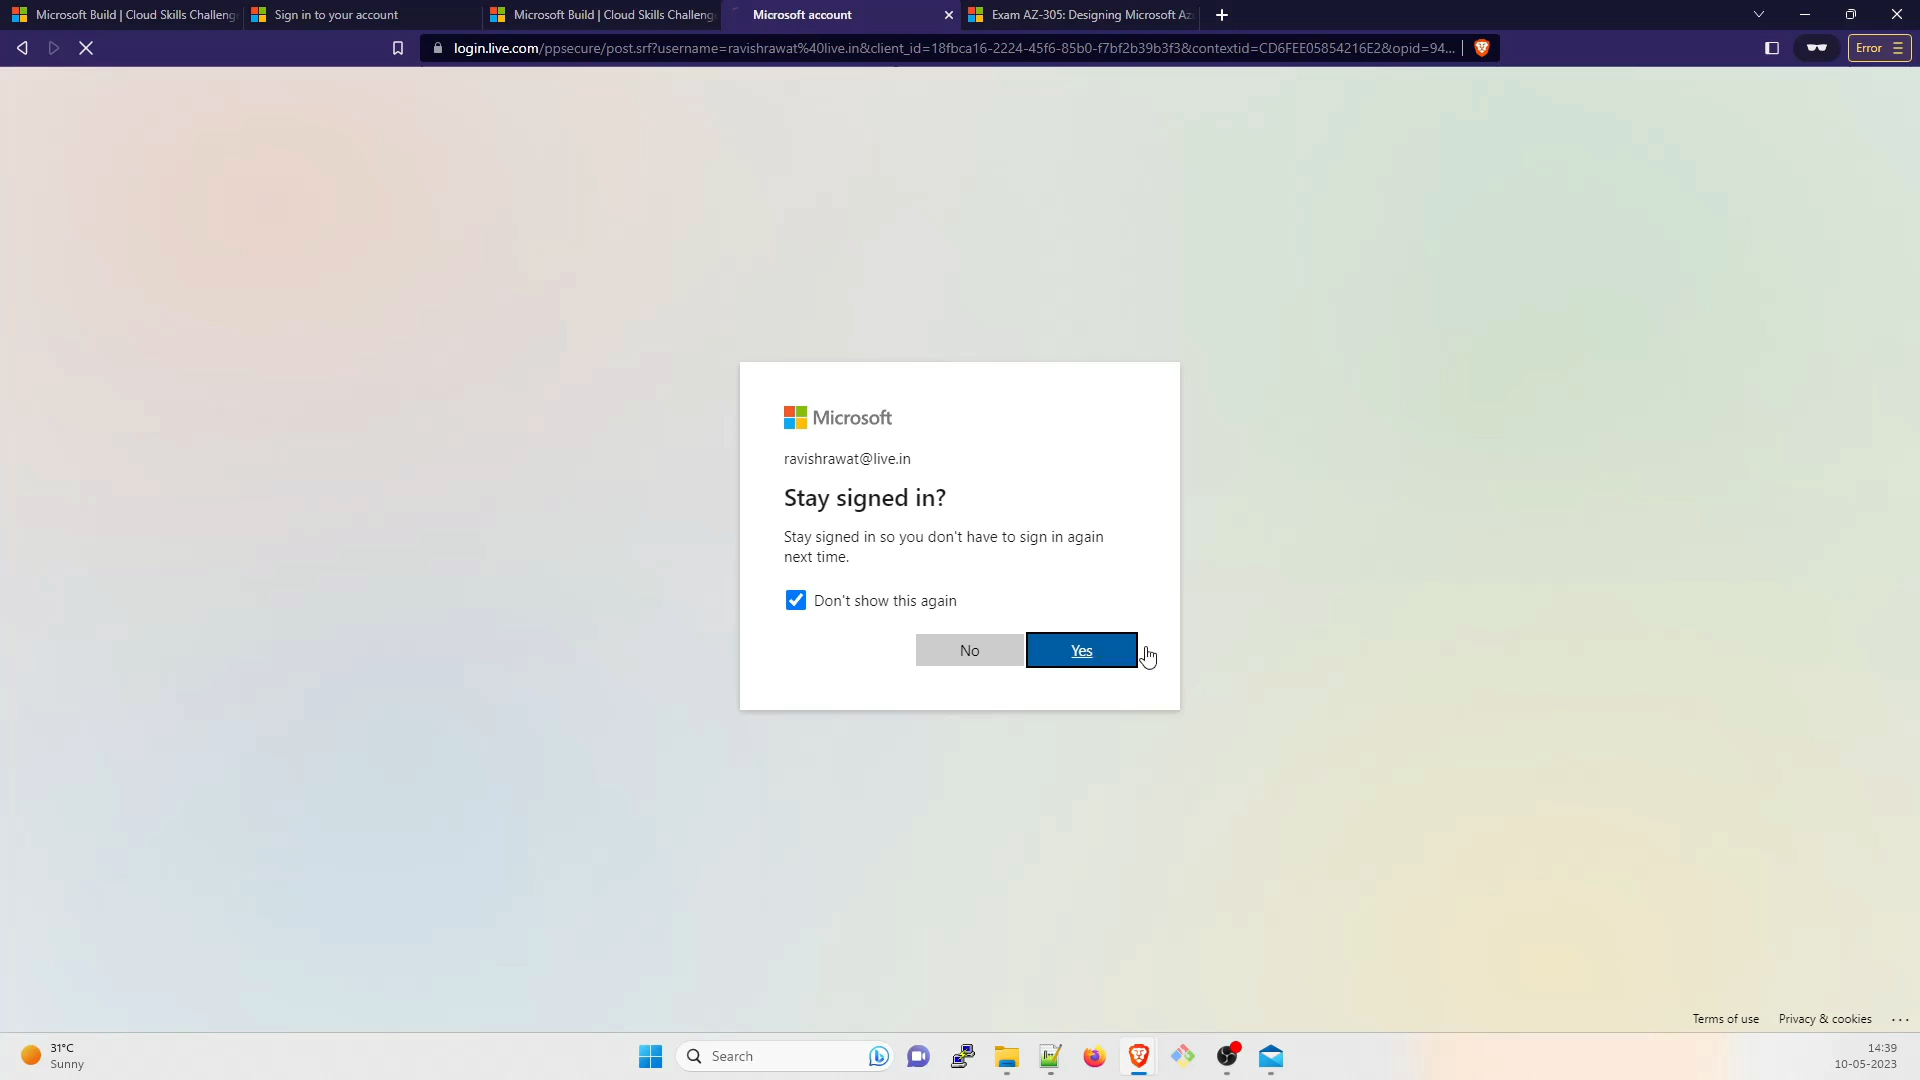 Microsoft Build | Cloud Skills Challeng
Sign in to your account
Microsoft Build | Cloud Skills Challeng
Microsoft account
Exam AZ-305: Designing Microsoft Az
login.live.com/ppsecure/post.srf?username=ravishrawat%40live.in&client_id=18fbca16-2224-45f6-85b0-f7bf2b39b3f3&contextid=CD6FEE05854216E2&opid=94...
Error
Microsoft
ravishrawat@live.in
Stay signed in?
Stay signed in so you don't have to sign in again
next time.
Don't show this again
No
Yes
Terms of use
Privacy & cookies
...
31°C
Sunny
Search
14:39
10-05-2023